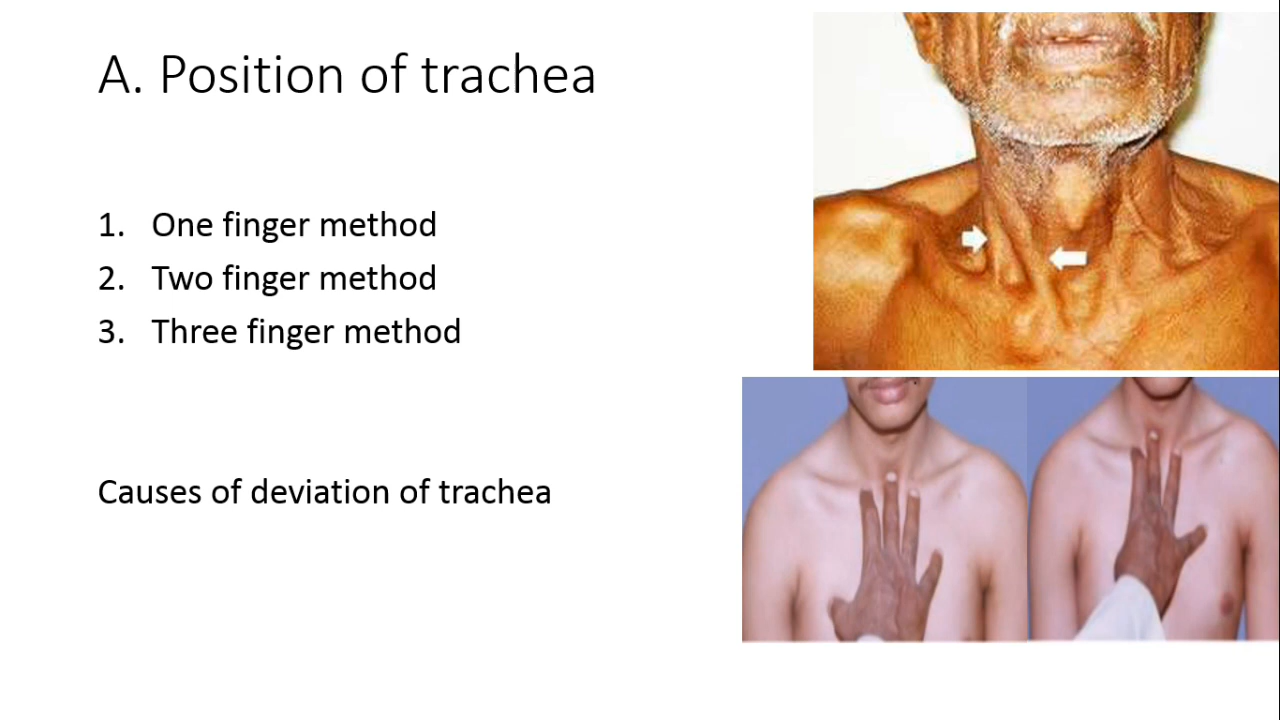 A. Position of trachea
1. One finger method
2. Two finger method
3. Three finger method
Causes of deviation of trachea